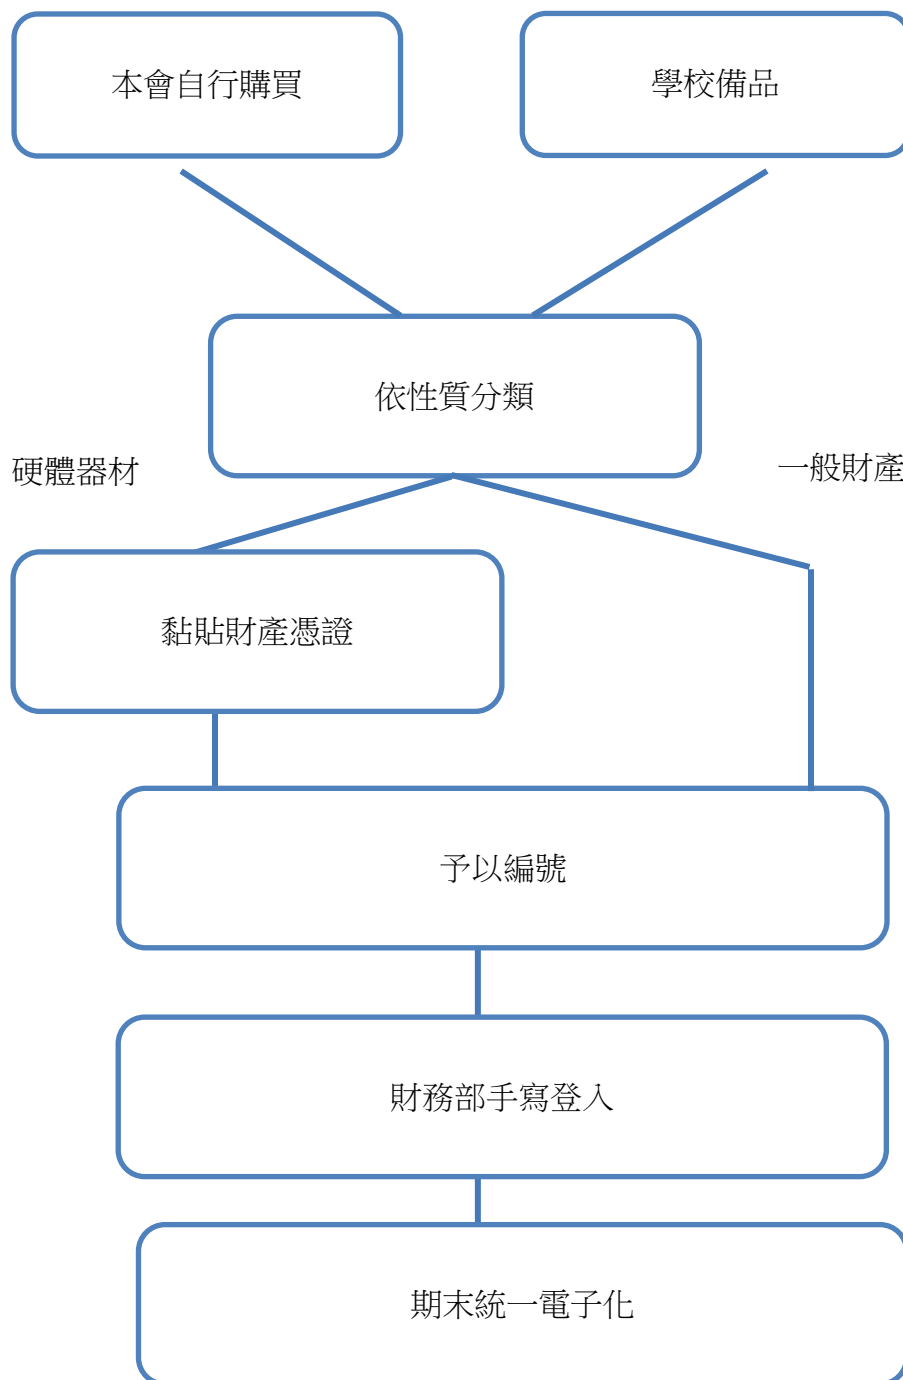 本會自行購買
學校備品
依性質分類
硬體器材
一般財產
黏貼財產憑證
予以編號
財務部手寫登入
期末統一電子化